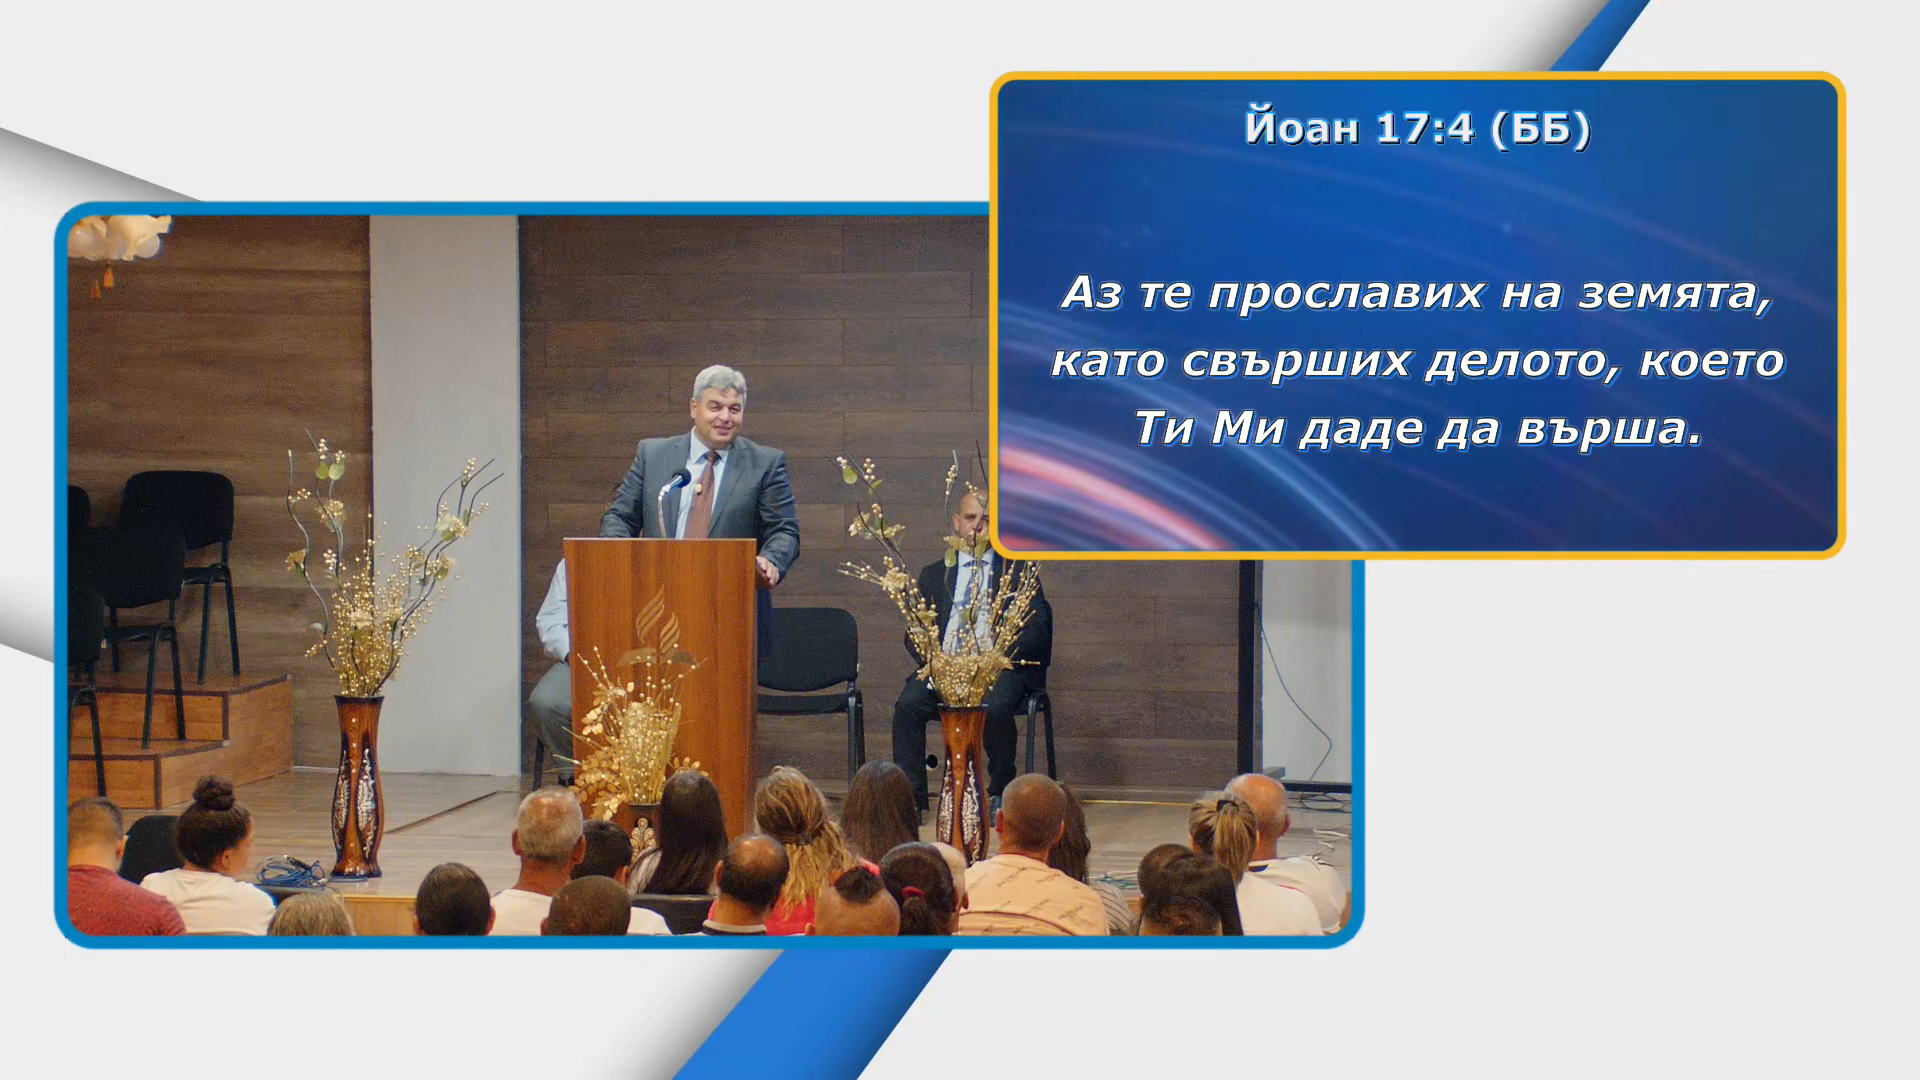 Йоан 17:4 (ББ)
Аз те прославих на земята,
като свърших делото, което
Ти Ми даде да върша.